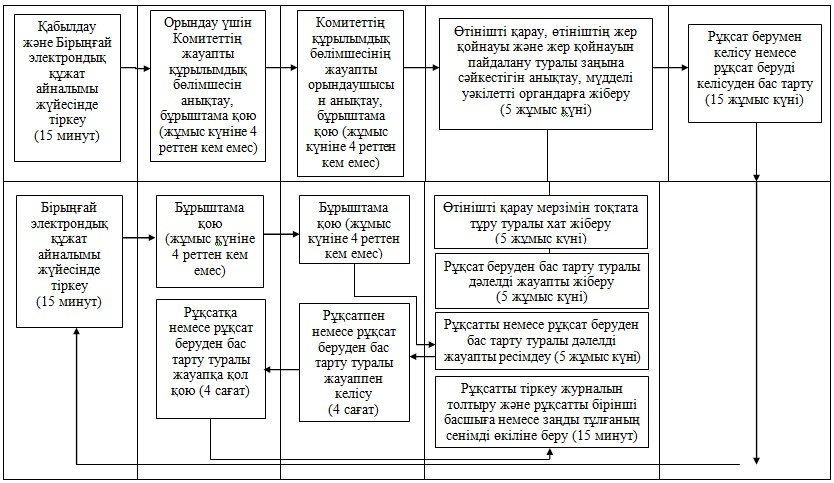 Қабылдау
және Бірыңғай
электрондық
құжат
айналымы
жүйесінде
тіркеу
(15 минут)
Орындау үшін
Комитеттің
жауапты
құрылымдық
бөлімшесін
анықтау,
бұрыштама
қою
(жұмыс күніне 4
реттен кем емес)
Комитеттің
құрылымдық
бөлімшесінің
жауапты
орындаушысы
н анықтау,
бұрыштама
қою (жұмыс
күніне 4 реттен
кем емес)
Өтінішті қарау, өтініштің жер
қойнауы және жер қойнауын
пайдалану туралы заңына
сәйкестігін анықтау, мүдделі
уәкілетті органдарға жіберу
(5 жұмыс күні)
Рұқсат берумен
келісу немесе
рұқсат беруді
келісуден бас тарту
(15 жұмыс күні)
Бірыңғай
электрондық
құжат
айналымы
жүйесінде
тіркеу
(15 минут)
Бұрыштама
қою
(жұмыс күніне
4 реттен кем
емес)
Бұрыштама
қою (жұмыс
күніне 4 реттен
кем емес)
Өтінішті қарау мерзімін тоқтата
тұру туралы хат жіберу
(5 жұмыс күні)
Рұқсат беруден бас тарту туралы
дәлелді жауапты жіберу
(5 жұмыс күні)
Рұқсатты немесе рұқсат беруден
бас тарту туралы дәлелді
жауапты ресімдеу (5 жұмыс күні)
Рұқсатпен
немесе рұқсат
беруден бас
тарту туралы
жауаппен
келісу
(4 сағат)
Рұқсатқа
немесе рұқсат
беруден бас
тарту туралы
жауапқа қол
қою (4 сағат)
Рұқсатты тіркеу журналын
толтыру және рұқсатты бірінші
басшыға немесе заңды тұлғаның
сенімді өкіліне беру (15 минут)